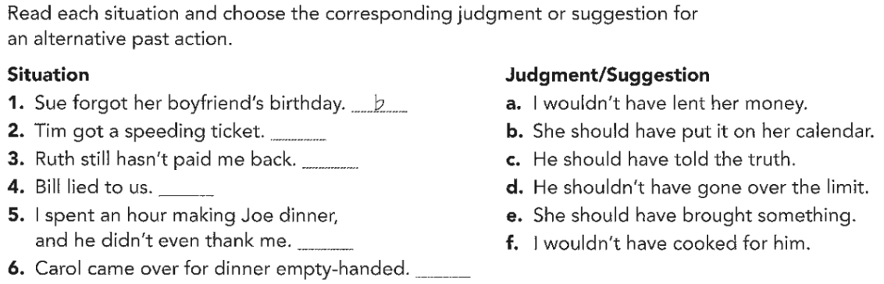 Read each situation and choose the corresponding judgment or suggestion for
an alternative past action.
Situation
1. Sue forgot her boyfriend's birthday. b
2. Tim got a speeding ticket.
3. Ruth still hasn't paid me back.
4. Bill lied to us.
5. I spent an hour making Joe dinner,
and he didn't even thank me.
6. Carol came over for dinner empty-handed.
Judgment/Suggestion
a. I wouldn't have lent her money.
b. She should have put it on her calendar.
c. He should have told the truth.
d. He shouldn't have gone over the limit.
e. She should have brought something.
f. I wouldn't have cooked for him.